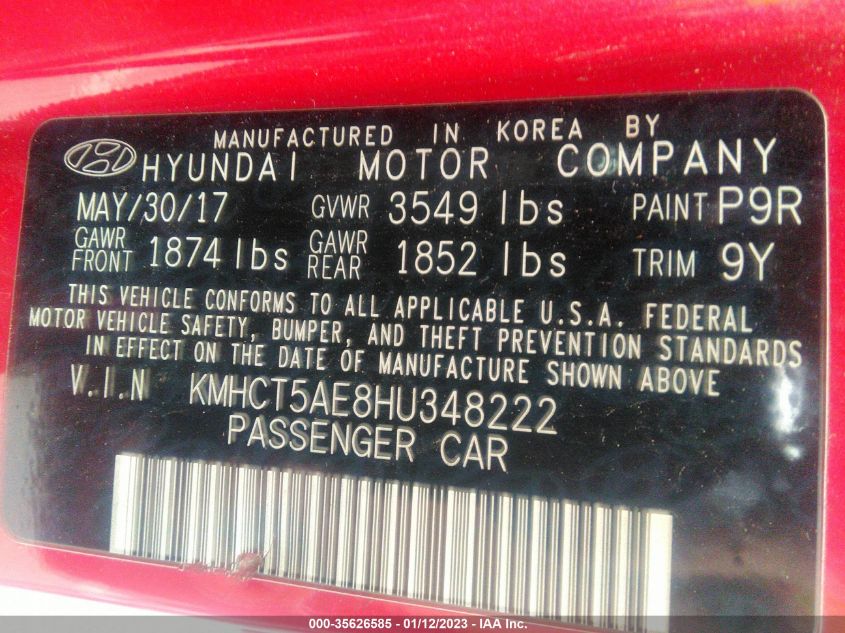 MANUFACTURED IN KOREA BY
HYUNDAI MOTOR COMPANY
MAY/30/17 GVWR 3549 lbs PAINT P9R
GAWR FRONT 1874 lbs GAWR REAR 1852 lbs TRIM 9Y
THIS VEHICLE CONFORMS TO ALL APPLICABLE U.S.A. FEDERAL
MOTOR VEHICLE SAFETY, BUMPER, AND THEFT PREVENTION STANDARDS
IN EFFECT ON THE DATE OF MANUFACTURE SHOWN ABOVE
V.I.N KMHCT5AE8HU348222
PASSENGER CAR
000-35626585 - 01/12/2023 - IAA Inc.